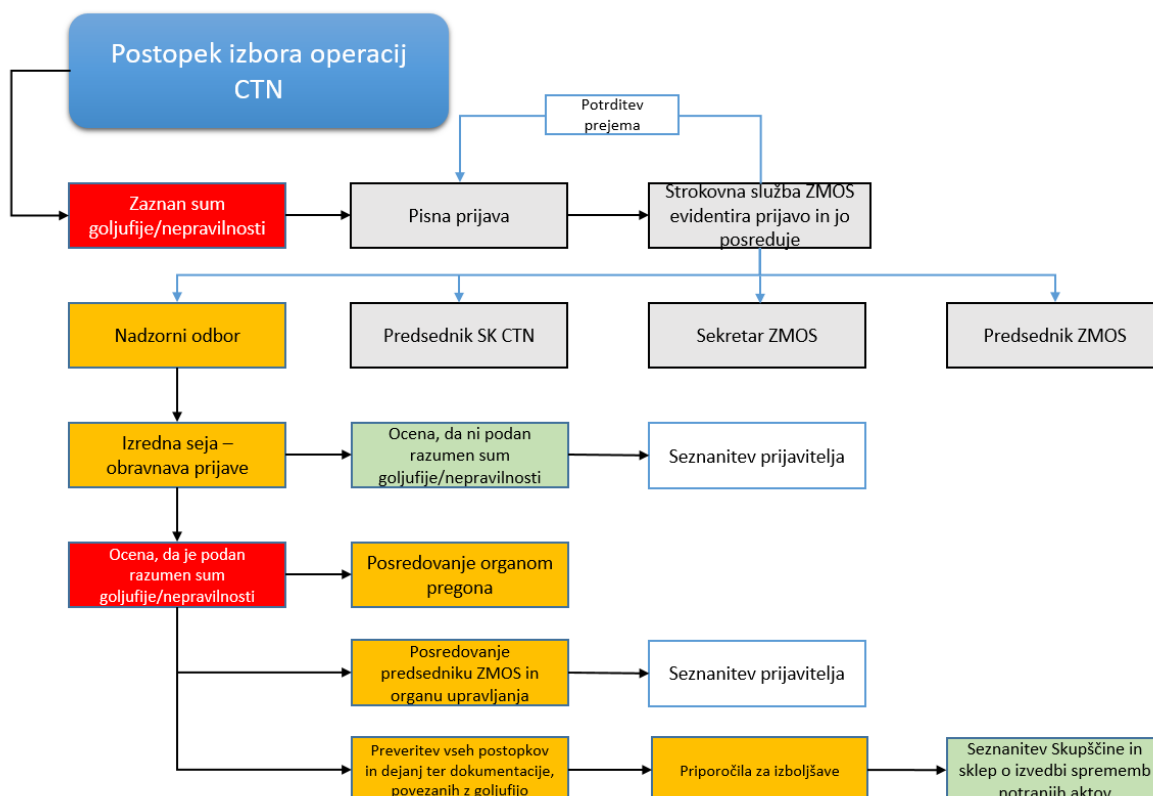 Postopek izbora operacij
CTN
Potrditev
prejema
Zaznan sum
goljufije/nepravilnosti
Pisna prijava
Strokovna služba ZMOS
evidentira prijavo in jo
posreduje
Nadzorni odbor
Predsednik SK CTN
Sekretar ZMOS
Predsednik ZMOS
Izredna seja –
obravnava prijave
Ocena, da ni podan
razumen sum
goljufije/nepravilnosti
Seznanitev prijavitelja
Ocena, da je podan
razumen sum
goljufije/nepravilnosti
Posredovanje organom
pregona
Posredovanje
predsedniku ZMOS in
organu upravljanja
Seznanitev prijavitelja
Preveritev vseh postopkov
in dejanj ter dokumentacije,
povezanih z goljufijo
Priporočila za izboljšave
Seznanitev Skupščine in
sklep o izvedbi sprememb
notranjih aktov